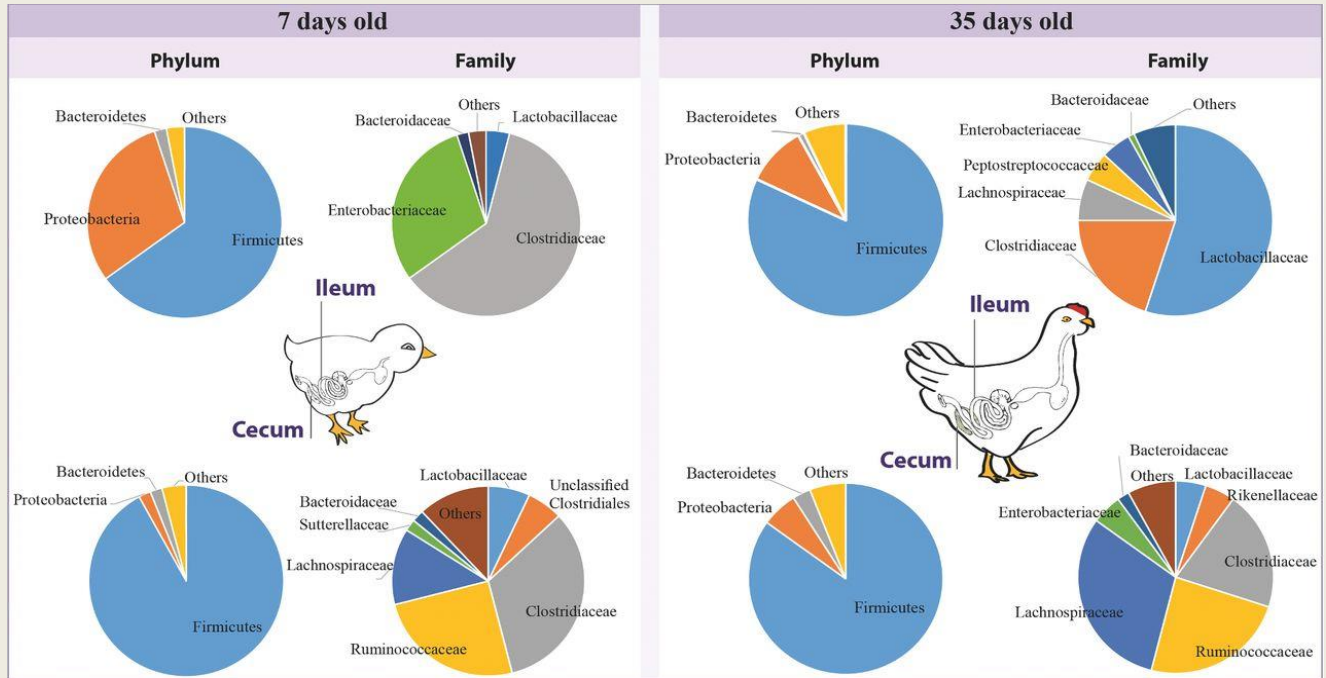 7 days old
Phylum
Family
Bacteroidetes
Others
Proteobacteria
Firmicutes
Others
Bacteroidaceae
Lactobacillaceae
Enterobacteriaceae
Clostridiaceae
Ileum
Cecum
Bacteroidetes
Others
Proteobacteria
Firmicutes
Lactobacillaceae
Unclassified
Clostridiales
Bacteroidaceae
Others
Sutterellaceae
Lachnospiraceae
Clostridiaceae
Ruminococcaceae
35 days old
Phylum
Family
Bacteroidetes
Others
Proteobacteria
Firmicutes
Bacteroidaceae
Others
Enterobacteriaceae
Peptostreptococcaceae
Lachnospiraceae
Clostridiaceae
Lactobacillaceae
Ileum
Cecum
Bacteroidetes
Others
Proteobacteria
Firmicutes
Bacteroidaceae
Others
Lactobacillaceae
Rikenellaceae
Enterobacteriaceae
Clostridiaceae
Lachnospiraceae
Ruminococcaceae